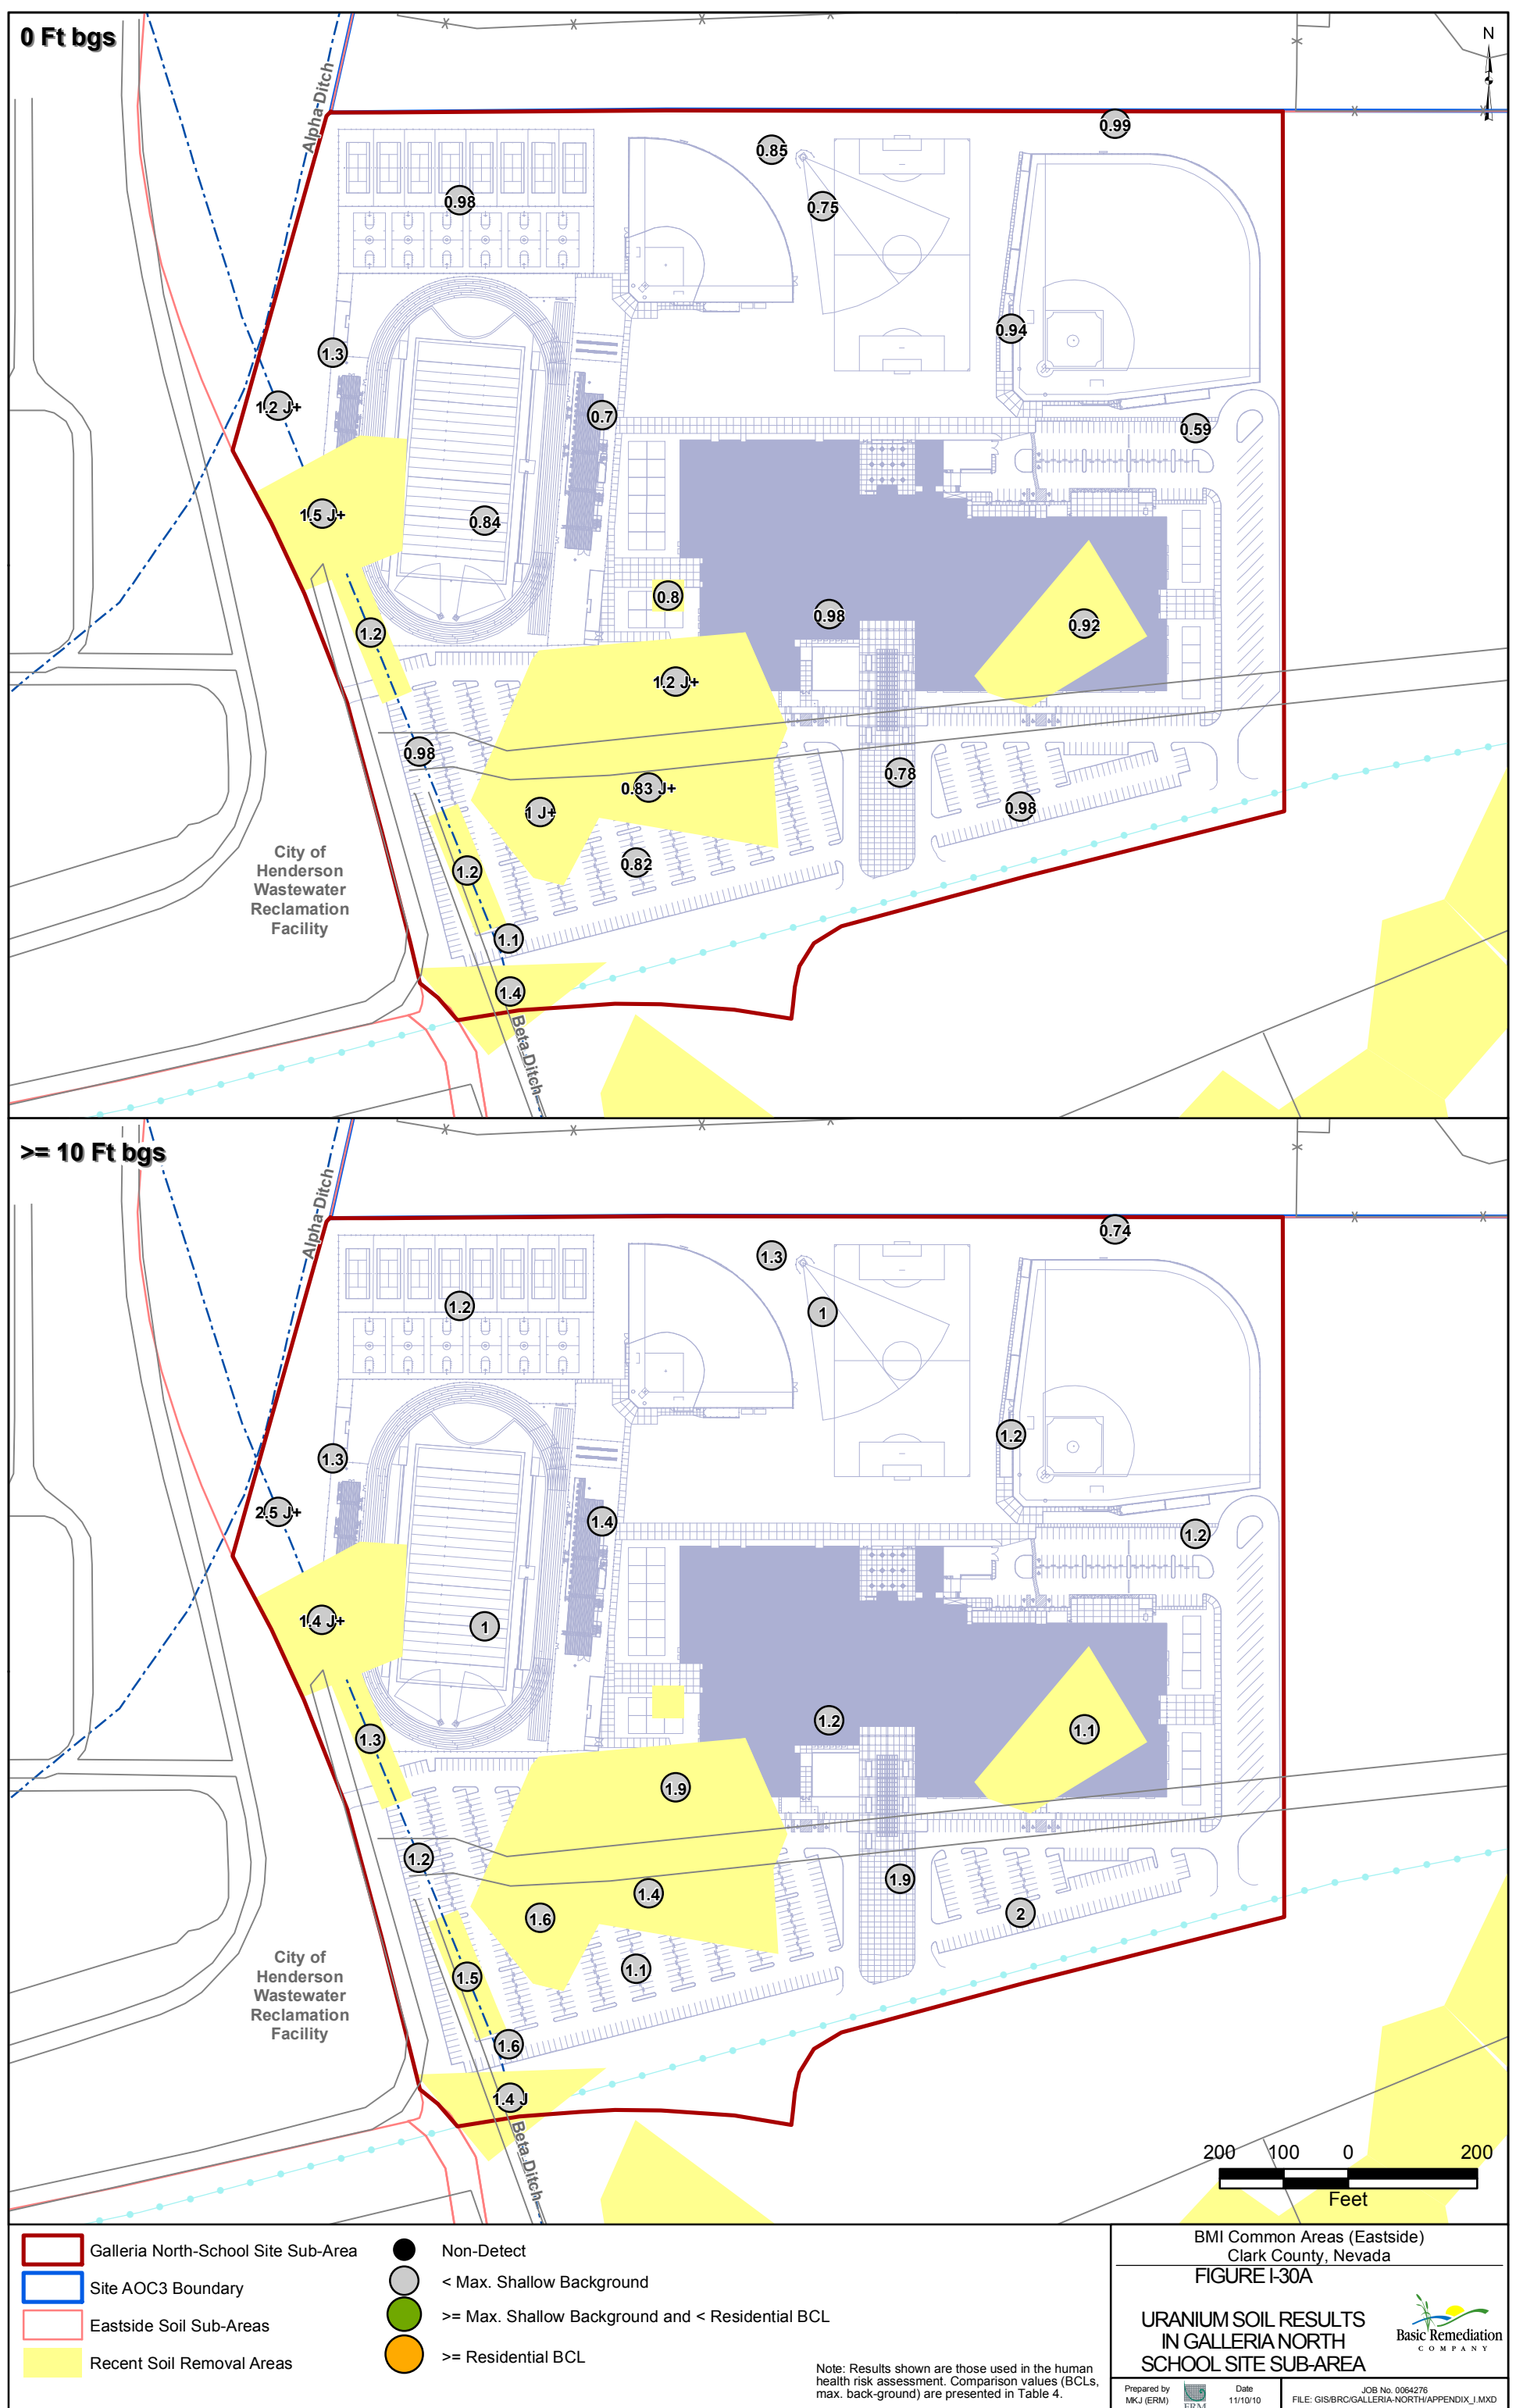 0 Ft bgs
N
Alpha Ditch
0.99
0.85
0.98
0.75
0.94
1.3
1.2 J+
0.7
0.59
1.5 J+
0.84
0.8
0.98
0.92
1.2
1.2 J+
0.98
0.78
0.83 J+
1 J+
0.98
0.82
1.2
City of
Henderson
Wastewater
Reclamation
Facility
1.1
1.4
Beta Ditch
>= 10 Ft bgs
Alpha Ditch
0.74
1.3
1.2
1
1.2
1.3
2.5 J+
1.4
1.2
1.4 J+
1
1.2
1.1
1.3
1.9
1.2
1.9
1.4
1.6
2
1.1
1.5
City of
Henderson
Wastewater
Reclamation
Facility
1.6
1.4 J
Beta Ditch
200 100 0 200
Feet
Galleria North-School Site Sub-Area
Site AOC3 Boundary
Eastside Soil Sub-Areas
Recent Soil Removal Areas
Non-Detect
< Max. Shallow Background
>= Max. Shallow Background and < Residential BCL
>= Residential BCL
Note: Results shown are those used in the human
health risk assessment. Comparison values (BCLs,
max. back-ground) are presented in Table 4.
BMI Common Areas (Eastside)
Clark County, Nevada
FIGURE I-30A
URANIUM SOIL RESULTS
IN GALLERIA NORTH
SCHOOL SITE SUB-AREA
Basic Remediation
COMPANY
Prepared by
MKJ (ERM)
ERM
Date
11/10/10
JOB No. 0064276
FILE: GIS/BRC/GALLERIA-NORTH/APPENDIX_I.MXD